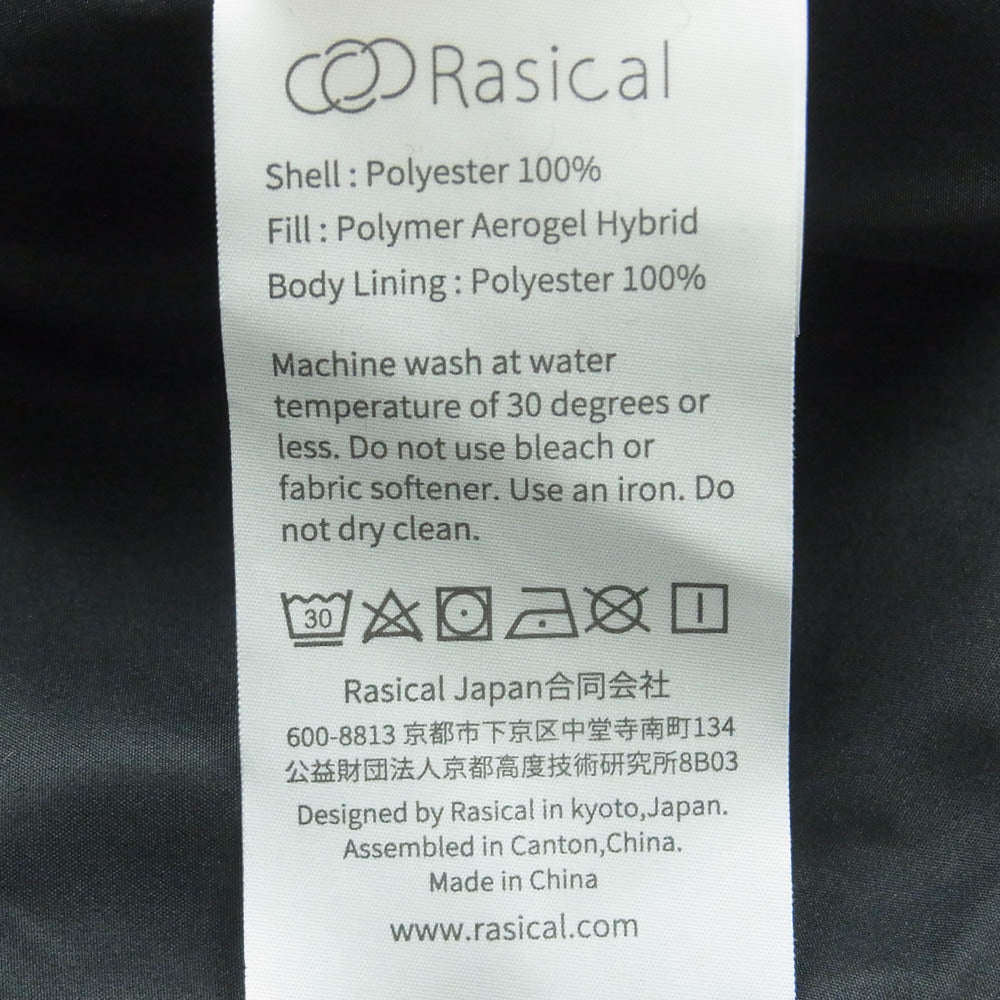 Rasical
Shell : Polyester 100%
Fill : Polymer Aerogel Hybrid
Body Lining : Polyester 100%
Machine wash at water
temperature of 30 degrees or
less. Do not use bleach or
fabric softener. Use an iron. Do
not dry clean.
30
Rasical Japan合同会社
600-8813 京都市下京区中堂寺南町134
公益財団法人京都高度技術研究所8B03
Designed by Rasical in kyoto,Japan.
Assembled in Canton,China.
Made in China
www.rasical.com